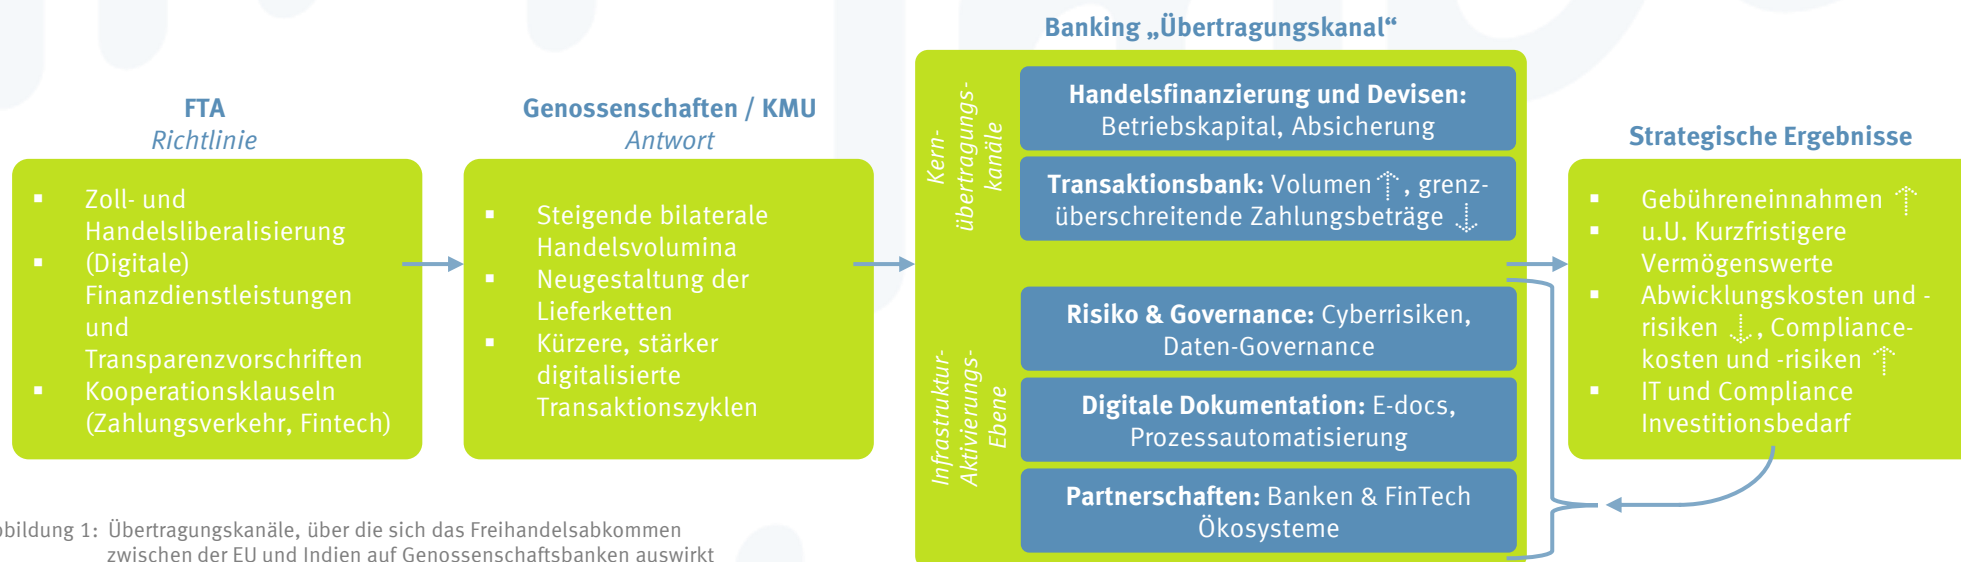 FTA
Richtlinie
▪ Zoll- und
Handelsliberalisierung
▪ (Digitale)
Finanzdienstleistungen
und
Transparenzvorschriften
▪ Kooperationsklauseln
(Zahlungsverkehr, Fintech)
Genossenschaften / KMU
Antwort
▪ Steigende bilaterale
Handelsvolumina
▪ Neugestaltung der
Lieferketten
▪ Kürzere, stärker
digitalisierte
Transaktionszyklen
Banking „Übertragungskanal“
Kern-
übertragungs-
kanäle
Handelsfinanzierung und Devisen:
Betriebskapital, Absicherung
Transaktionsbank: Volumen ↑, grenz-
überschreitende Zahlungsbeträge ↓
Infrastruktur-
Aktivierungs-
Ebene
Risiko & Governance: Cyberrisiken,
Daten-Governance
Digitale Dokumentation: E-docs,
Prozessautomatisierung
Partnerschaften: Banken & FinTech
Ökosysteme
Strategische Ergebnisse
▪ Gebühreneinnahmen ↑
▪ u.U. Kurzfristigere
Vermögenswerte
▪ Abwicklungskosten und -
risiken ↓, Compliance-
kosten und -risiken ↑
▪ IT und Compliance
Investitionsbedarf
bbildung 1: Übertragungskanäle, über die sich das Freihandelsabkommen
zwischen der EU und Indien auf Genossenschaftsbanken auswirkt